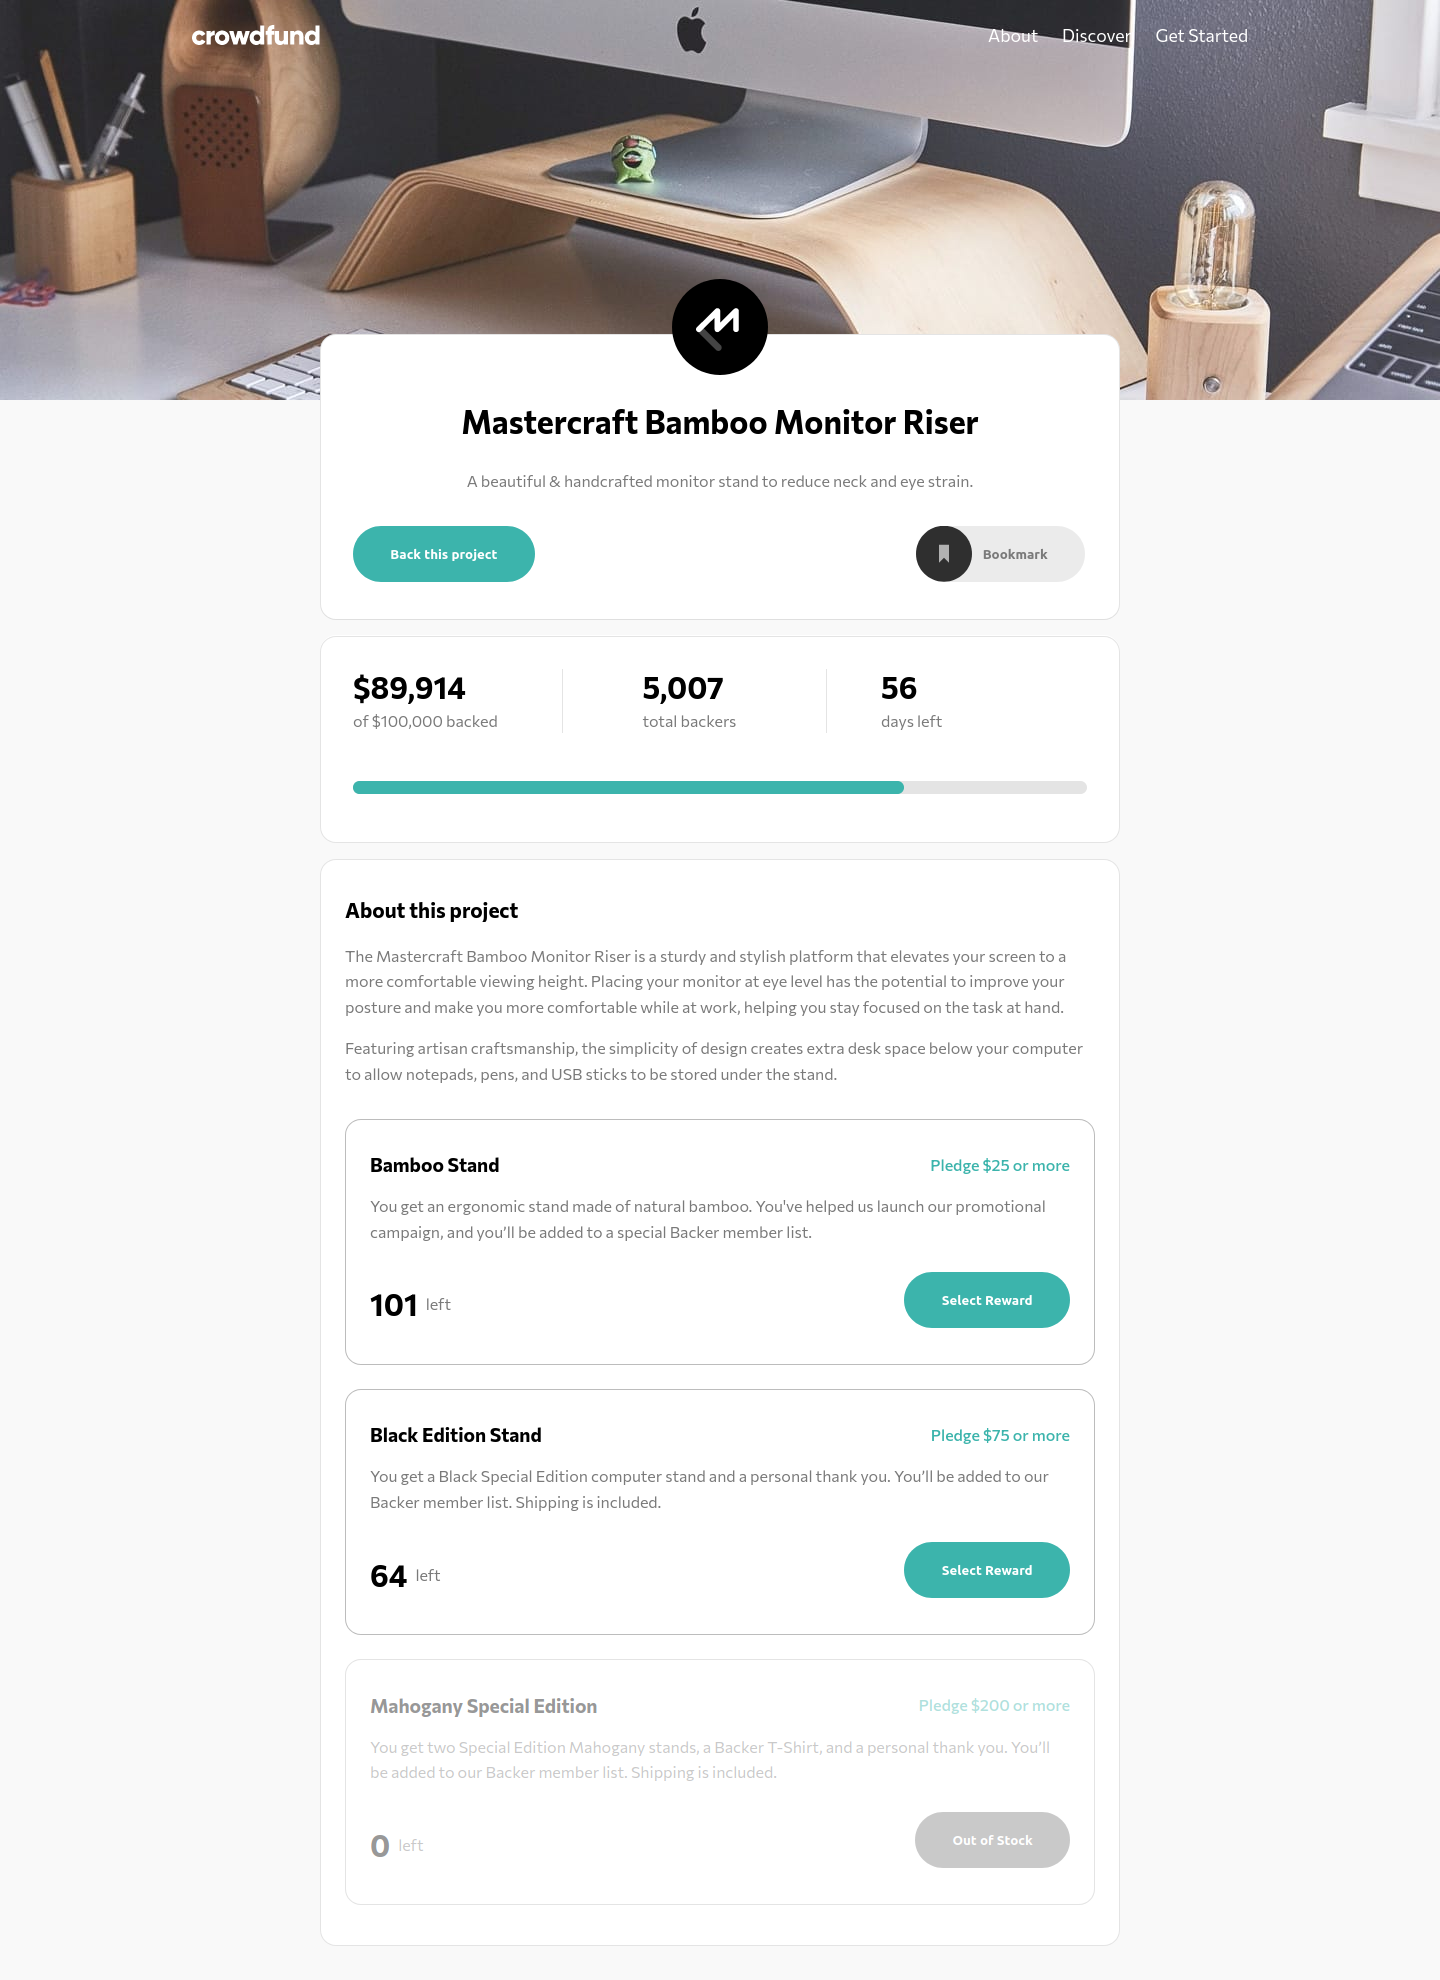 crowdfund
About Discover Get Started
Mastercraft Bamboo Monitor Riser
A beautiful & handcrafted monitor stand to reduce neck and eye strain.
Back this project
Bookmark
$89,914
of $100,000 backed
5,007
total backers
56
days left
About this project
The Mastercraft Bamboo Monitor Riser is a sturdy and stylish platform that elevates your screen to a
more comfortable viewing height. Placing your monitor at eye level has the potential to improve your
posture and make you more comfortable while at work, helping you stay focused on the task at hand.
Featuring artisan craftsmanship, the simplicity of design creates extra desk space below your computer
to allow notepads, pens, and USB sticks to be stored under the stand.
Bamboo Stand
Pledge $25 or more
You get an ergonomic stand made of natural bamboo. You've helped us launch our promotional
campaign, and you’ll be added to a special Backer member list.
101 left
Select Reward
Black Edition Stand
Pledge $75 or more
You get a Black Special Edition computer stand and a personal thank you. You’ll be added to our
Backer member list. Shipping is included.
64 left
Select Reward
Mahogany Special Edition
Pledge $200 or more
You get two Special Edition Mahogany stands, a Backer T-Shirt, and a personal thank you. You’ll
be added to our Backer member list. Shipping is included.
0 left
Out of Stock